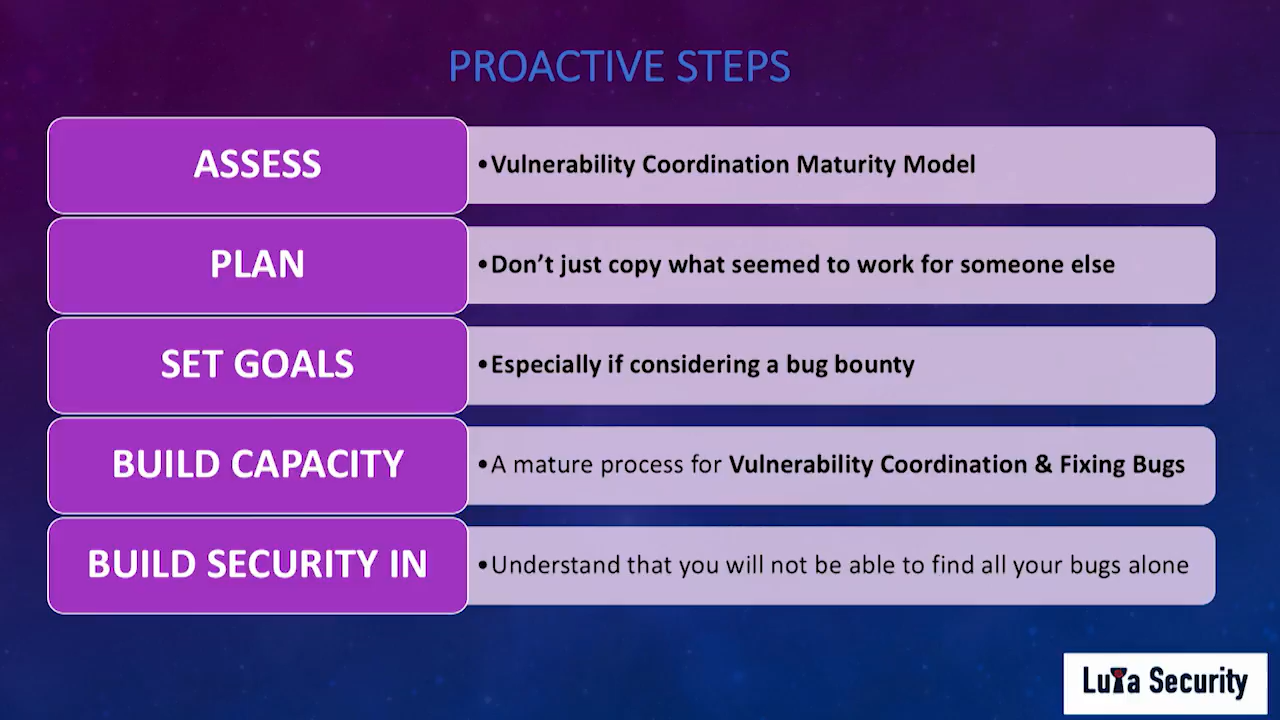 PROACTIVE STEPS
ASSESS
•Vulnerability Coordination Maturity Model
PLAN
•Don’t just copy what seemed to work for someone else
SET GOALS
•Especially if considering a bug bounty
BUILD CAPACITY
•A mature process for Vulnerability Coordination & Fixing Bugs
BUILD SECURITY IN
•Understand that you will not be able to find all your bugs alone
Luta Security